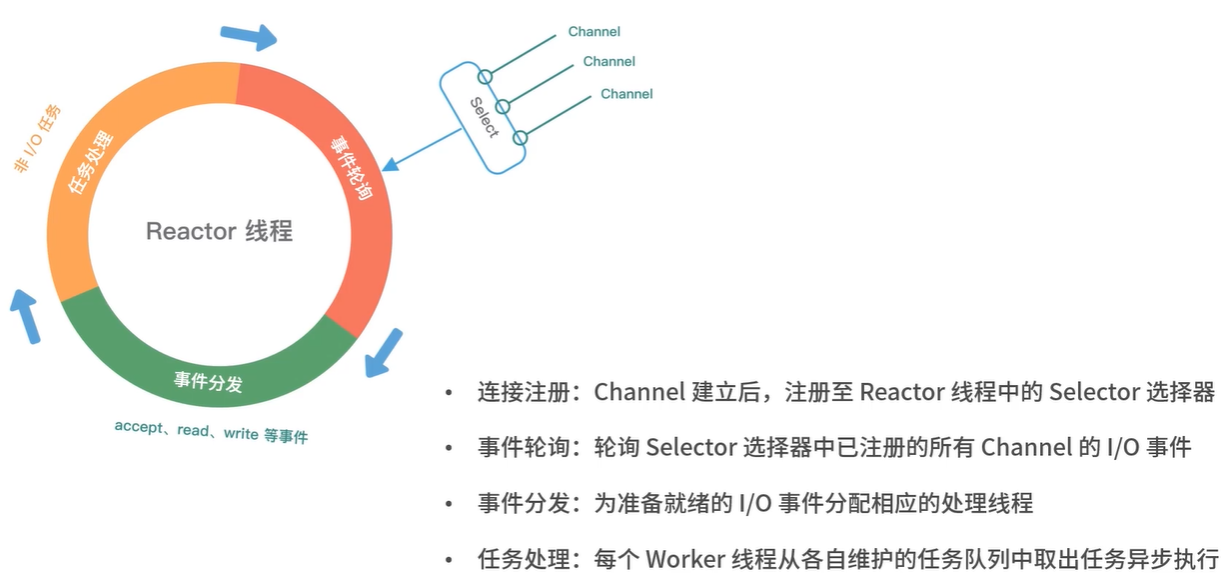 Channel
Channel
Channel
Select
非 I/O 任务
任务处理
事件轮询
Reactor 线程
事件分发
accept、read、write 等事件
• 连接注册：Channel 建立后，注册至 Reactor 线程中的 Selector 选择器
• 事件轮询：轮询 Selector 选择器中已注册的所有 Channel 的 I/O 事件
• 事件分发：为准备就绪的 I/O 事件分配相应的处理线程
• 任务处理：每个 Worker 线程从各自维护的任务队列中取出任务异步执行